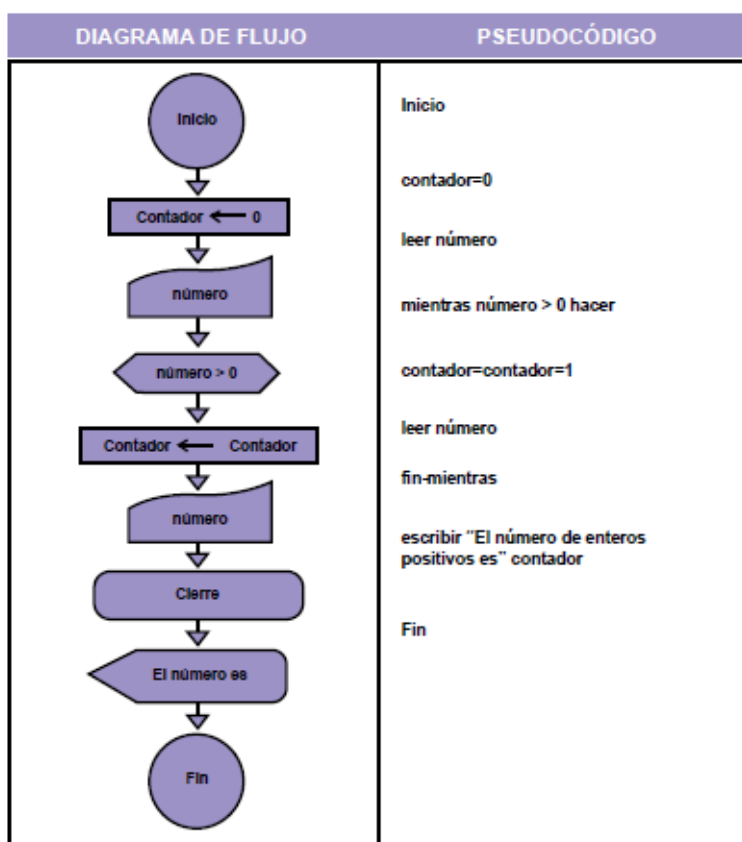 DIAGRAMA DE FLUJO
Inicio
Contador ← 0
número
número > 0
Contador ← Contador
número
Cierre
El número es
Fin
PSEUDOCÓDIGO
Inicio
contador=0
leer número
mientras número > 0 hacer
contador=contador=1
leer número
fin-mientras
escribir “El número de enteros
positivos es” contador
Fin